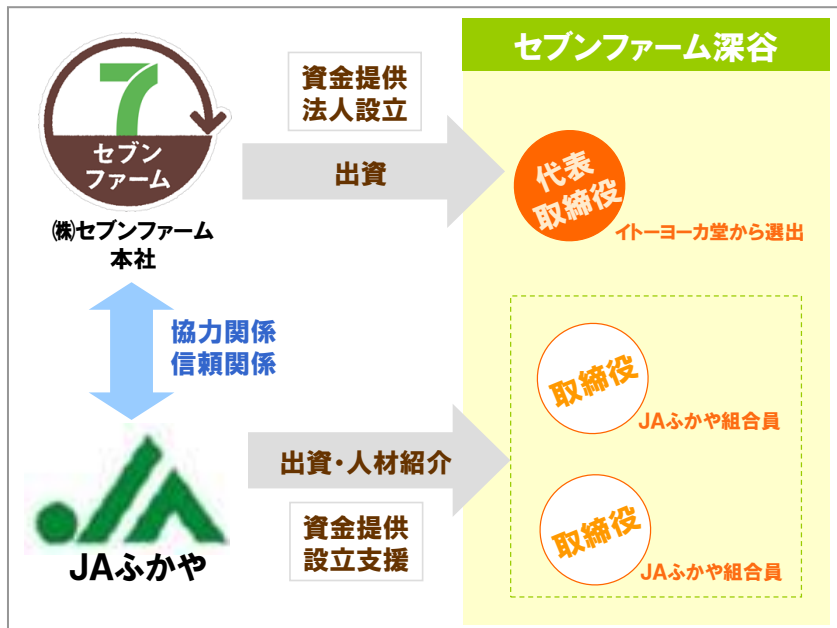 セブンファーム深谷
資金提供
法人設立
7
セブン
ファーム
出資
代表
取締役
イトーヨーカ堂から選出
(株)セブンファーム
本社
協力関係
信頼関係
取締役
JAふかや組合員
出資・人材紹介
JA
JAふかや
資金提供
設立支援
取締役
JAふかや組合員